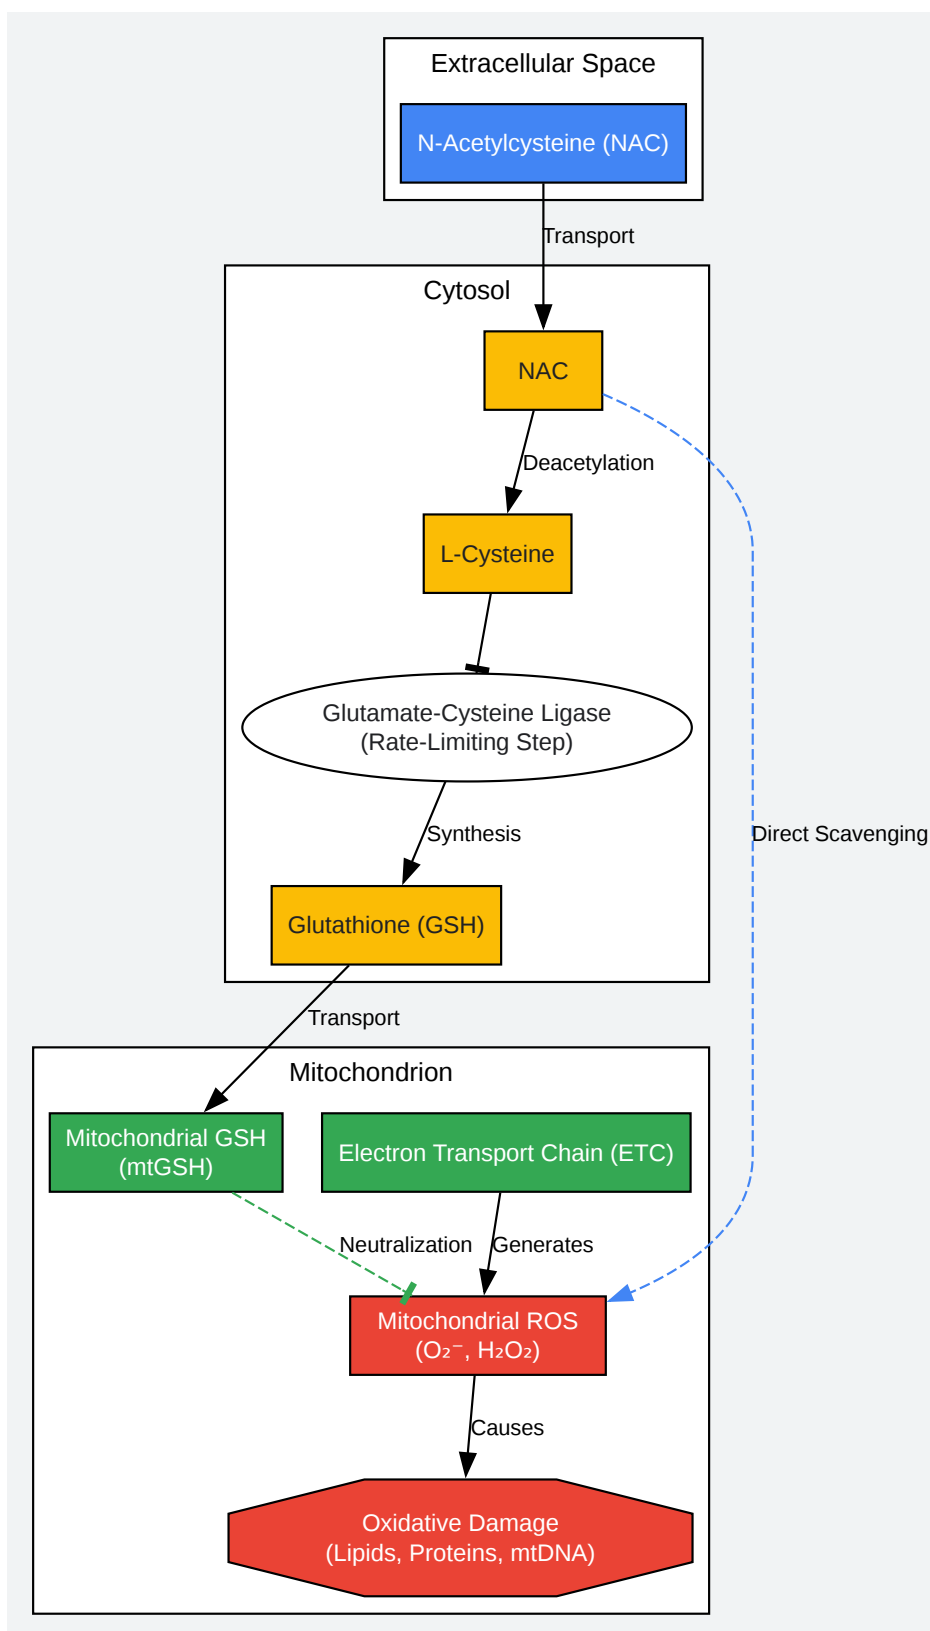 Extracellular Space
N-Acetylcysteine (NAC)
Transport
Cytosol
NAC
Deacetylation
L-Cysteine
Glutamate-Cysteine Ligase
(Rate-Limiting Step)
Synthesis
Direct Scavenging
Glutathione (GSH)
Transport
Mitochondrion
Mitochondrial GSH
(mtGSH)
Electron Transport Chain (ETC)
Neutralization
Generates
Mitochondrial ROS
(O₂⁻, H₂O₂)
Causes
Oxidative Damage
(Lipids, Proteins, mtDNA)